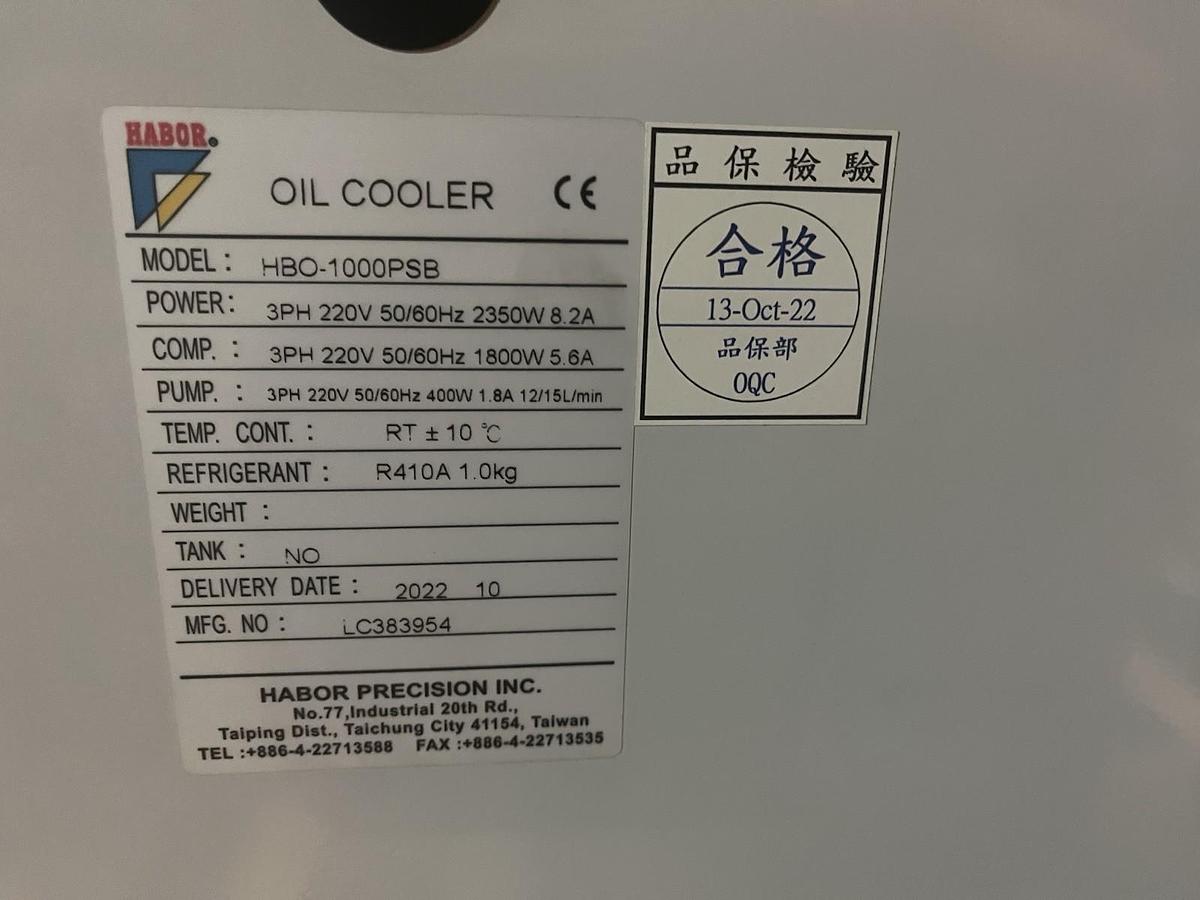 HABOR®
OIL COOLER CE
MODEL : HBO-1000PSB
POWER : 3PH 220V 50/60Hz 2350W 8.2A
COMP. : 3PH 220V 50/60Hz 1800W 5.6A
PUMP. : 3PH 220V 50/60Hz 400W 1.8A 12/15L/min
TEMP. CONT. : RT ± 10 ℃
REFRIGERANT : R410A 1.0kg
WEIGHT :
TANK : NO
DELIVERY DATE : 2022 10
MFG. NO : LC383954
HABOR PRECISION INC.
No.77,Industrial 20th Rd.,
Taiping Dist., Taichung City 41154, Taiwan
TEL :+886-4-22713588 FAX :+886-4-22713535
品保檢驗
合格
13-Oct-22
品保部
OQC